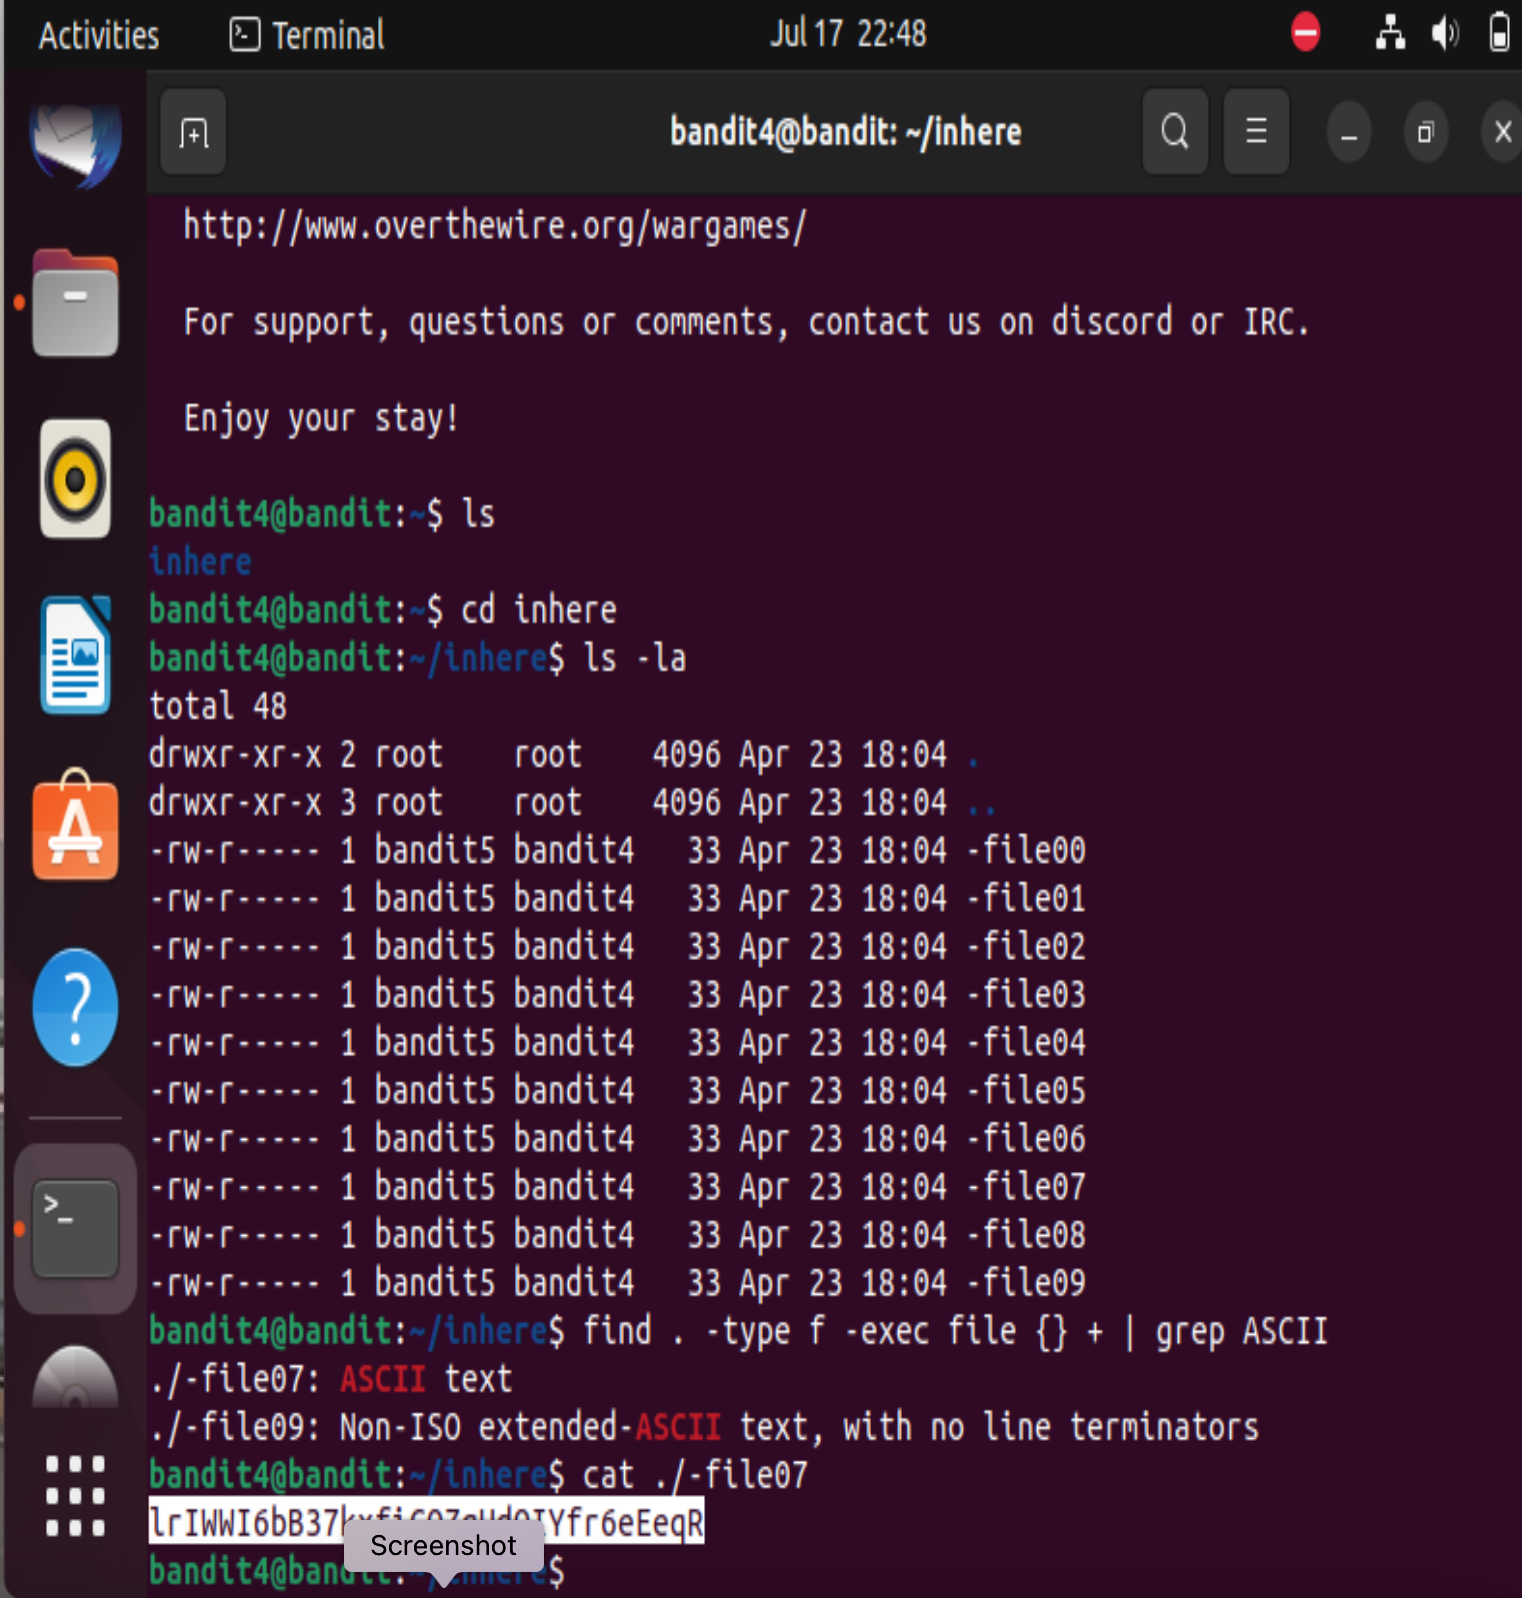 Activities Terminal Jul 17 22:48
bandit4@bandit: ~/inhere
http://www.overthewire.org/wargames/
For support, questions or comments, contact us on discord or IRC.
Enjoy your stay!
bandit4@bandit:~$ ls
inhere
bandit4@bandit:~$ cd inhere
bandit4@bandit:~/inhere$ ls -la
total 48
drwxr-xr-x 2 root    root    4096 Apr 23 18:04 .
drwxr-xr-x 3 root    root    4096 Apr 23 18:04 ..
-rw-r----- 1 bandit5 bandit4   33 Apr 23 18:04 -file00
-rw-r----- 1 bandit5 bandit4   33 Apr 23 18:04 -file01
-rw-r----- 1 bandit5 bandit4   33 Apr 23 18:04 -file02
-rw-r----- 1 bandit5 bandit4   33 Apr 23 18:04 -file03
-rw-r----- 1 bandit5 bandit4   33 Apr 23 18:04 -file04
-rw-r----- 1 bandit5 bandit4   33 Apr 23 18:04 -file05
-rw-r----- 1 bandit5 bandit4   33 Apr 23 18:04 -file06
-rw-r----- 1 bandit5 bandit4   33 Apr 23 18:04 -file07
-rw-r----- 1 bandit5 bandit4   33 Apr 23 18:04 -file08
-rw-r----- 1 bandit5 bandit4   33 Apr 23 18:04 -file09
bandit4@bandit:~/inhere$ find . -type f -exec file {} + | grep ASCII
./-file07: ASCII text
./-file09: Non-ISO extended-ASCII text, with no line terminators
bandit4@bandit:~/inhere$ cat ./-file07
Screenshot
bandit4@bandit:~/inhere$